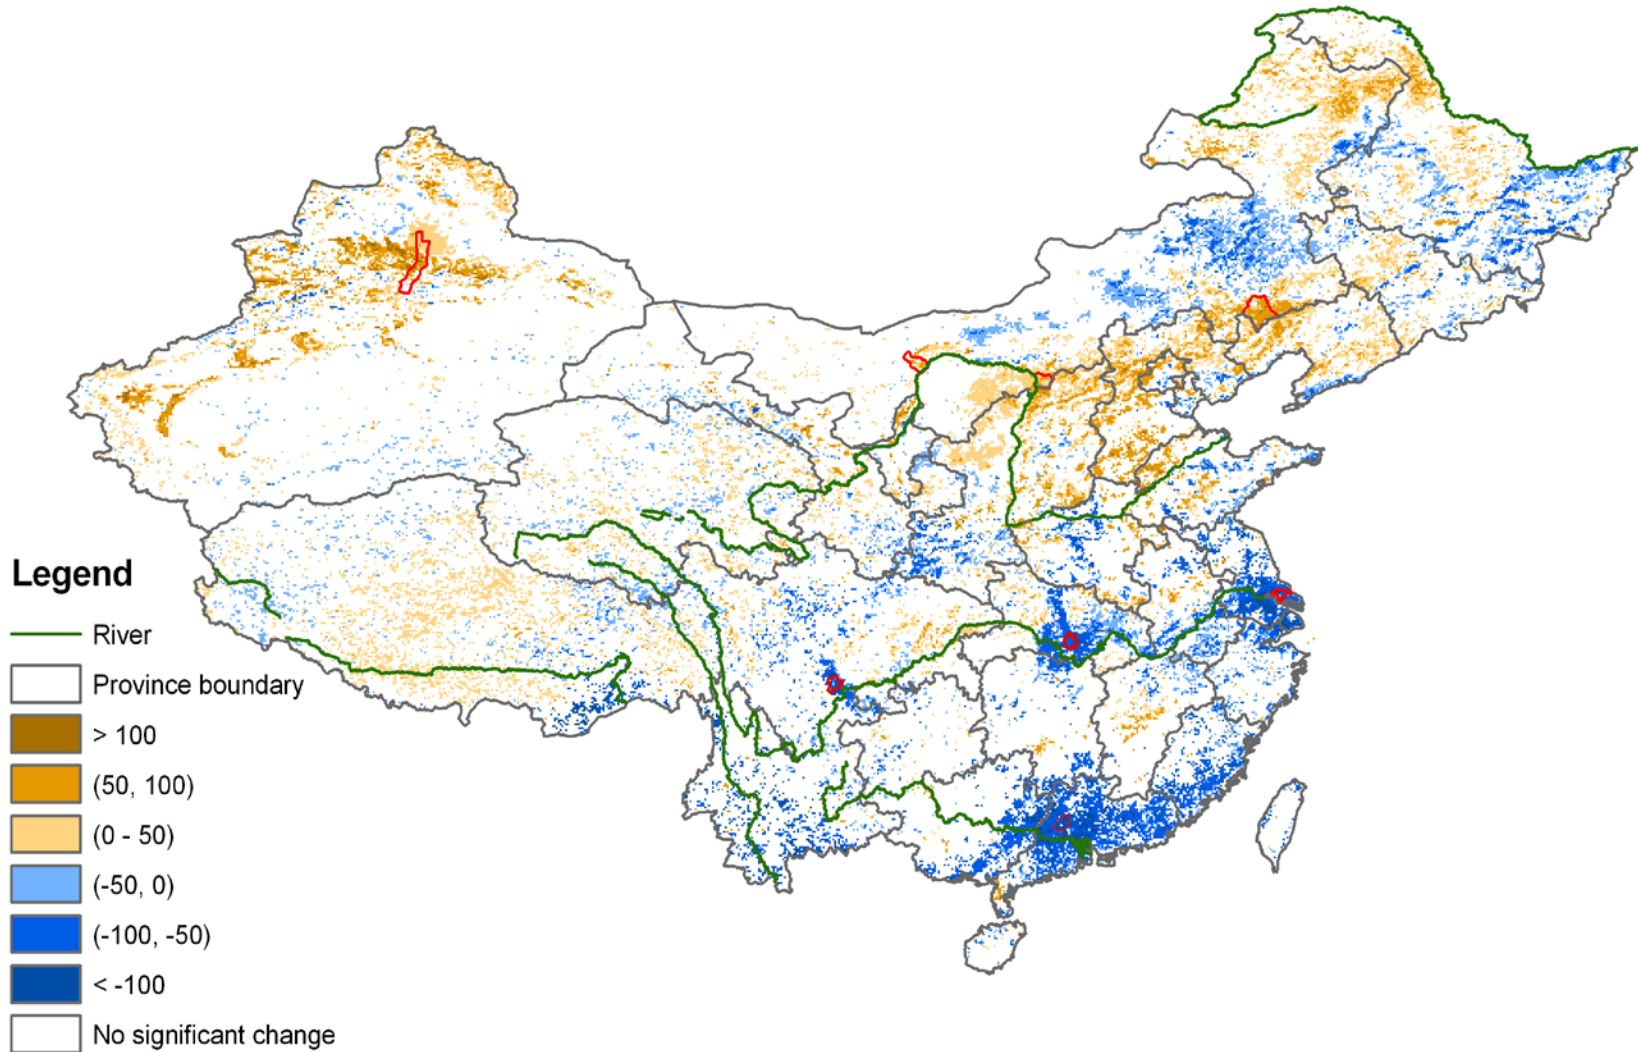 Legend
River
Province boundary
> 100
(50, 100)
(0 - 50)
(-50, 0)
(-100, -50)
< -100
No significant change